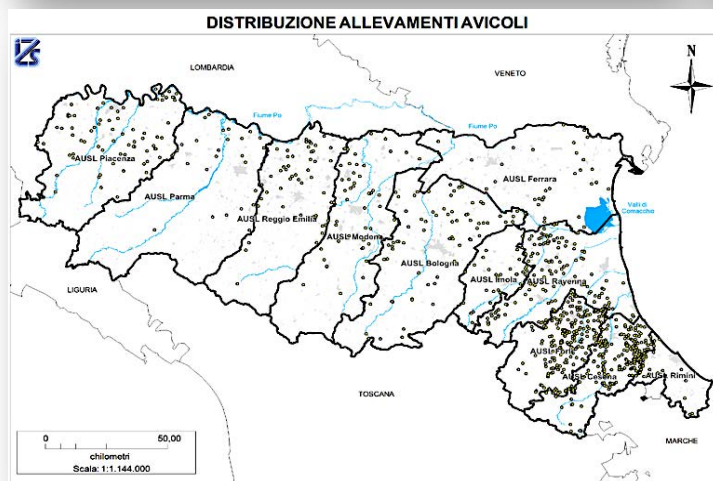 DISTRIBUZIONE ALLEVAMENTI AVICOLI
IZS
LOMBARDIA
VENETO
N
Fiume Po
Fiume Po
AUSL Piacenza
AUSL Parma
AUSL Reggio Emilia
AUSL Modena
AUSL Bologna
AUSL Ferrara
Valli di
Comacchio
AUSL Imola
AUSL Ravenna
LIGURIA
AUSL Forlì
AUSL Cesena
AUSL Rimini
TOSCANA
MARCHE
0 50,00
chilometri
Scala: 1:1.144.000